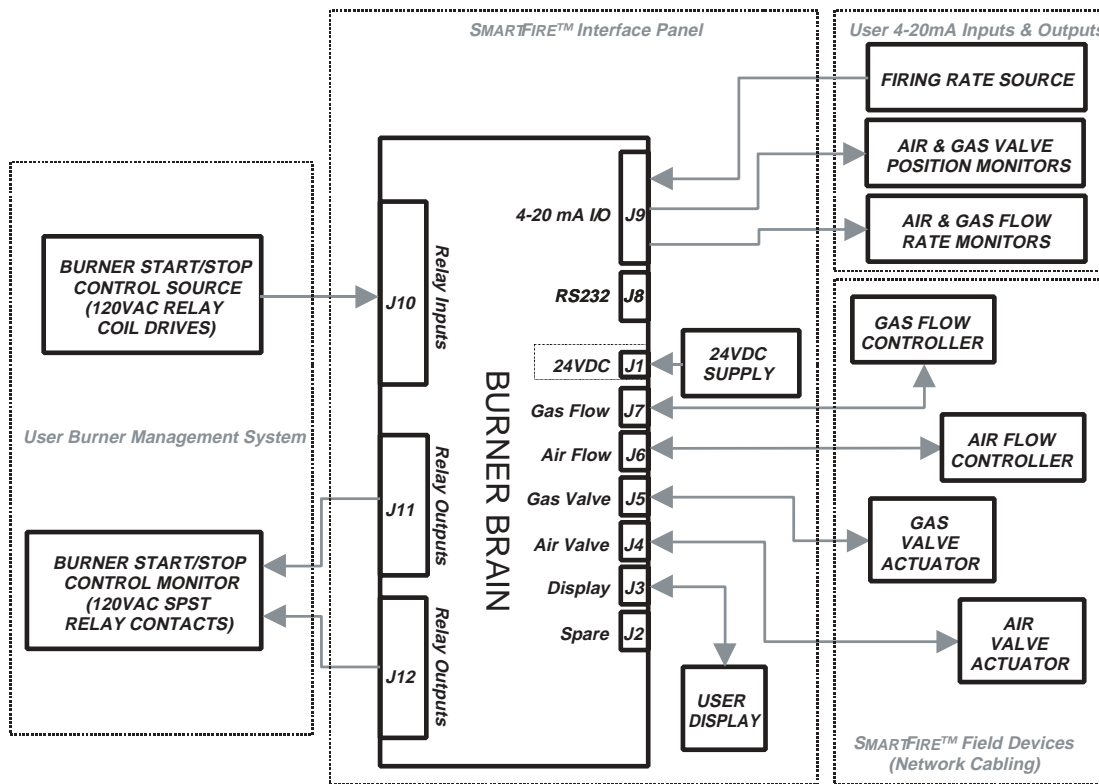 SMARTFIRE™ Interface Panel
User 4-20mA Inputs & Outputs
FIRING RATE SOURCE
AIR & GAS VALVE
POSITION MONITORS
AIR & GAS FLOW
RATE MONITORS
4-20 mA I/O
J9
RS232
J8
24VDC
J1
24VDC
SUPPLY
Gas Flow
J7
Air Flow
J6
Gas Valve
J5
Air Valve
J4
Display
J3
Spare
J2
USER
DISPLAY
BURNER BRAIN
J10
Relay Inputs
J11
Relay Outputs
J12
Relay Outputs
BURNER START/STOP
CONTROL SOURCE
(120VAC RELAY
COIL DRIVES)
User Burner Management System
BURNER START/STOP
CONTROL MONITOR
(120VAC SPST
RELAY CONTACTS)
GAS FLOW
CONTROLLER
AIR FLOW
CONTROLLER
GAS
VALVE
ACTUATOR
AIR
VALVE
ACTUATOR
SMARTFIRE™ Field Devices
(Network Cabling)